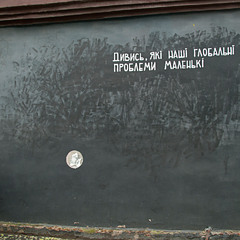 Дивись, які наші глобальні
проблеми маленькі